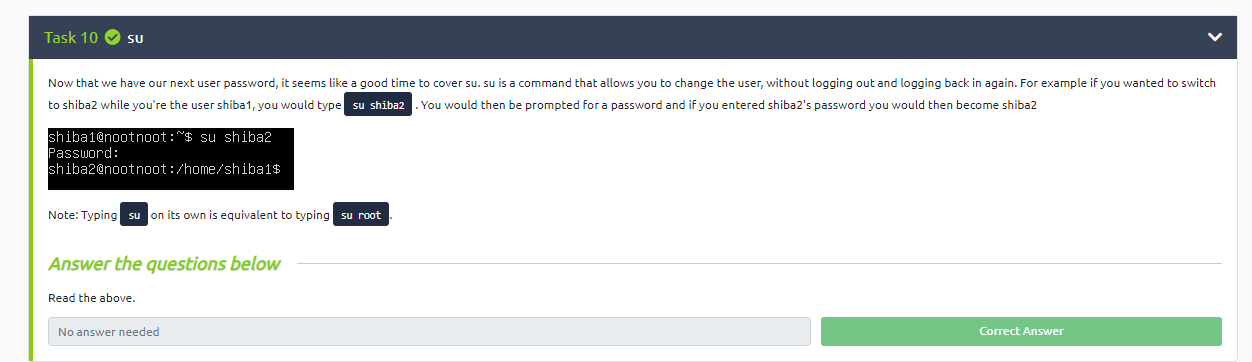 Task 10 su
Now that we have our next user password, it seems like a good time to cover su. su is a command that allows you to change the user, without logging out and logging back in again. For example if you wanted to switch
to shiba2 while you're the user shiba1, you would type su shiba2 . You would then be prompted for a password and if you entered shiba2's password you would then become shiba2
shiba1@nootnoot:~$ su shiba2
Password:
shiba2@nootnoot:/home/shiba1$
Note: Typing su on its own is equivalent to typing su root .
Answer the questions below
Read the above.
No answer needed
Correct Answer